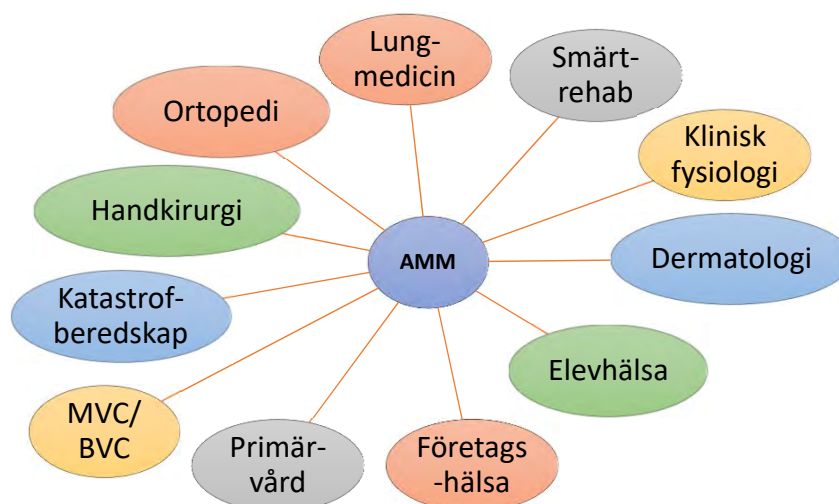 Lung-
medicin
Smärt-
rehab
Ortopedi
Klinisk
fysiologi
Handkirurgi
AMM
Dermatologi
Katastrof-
beredskap
Elevhälsa
MVC/
BVC
Primär-
vård
Företags
-hälsa